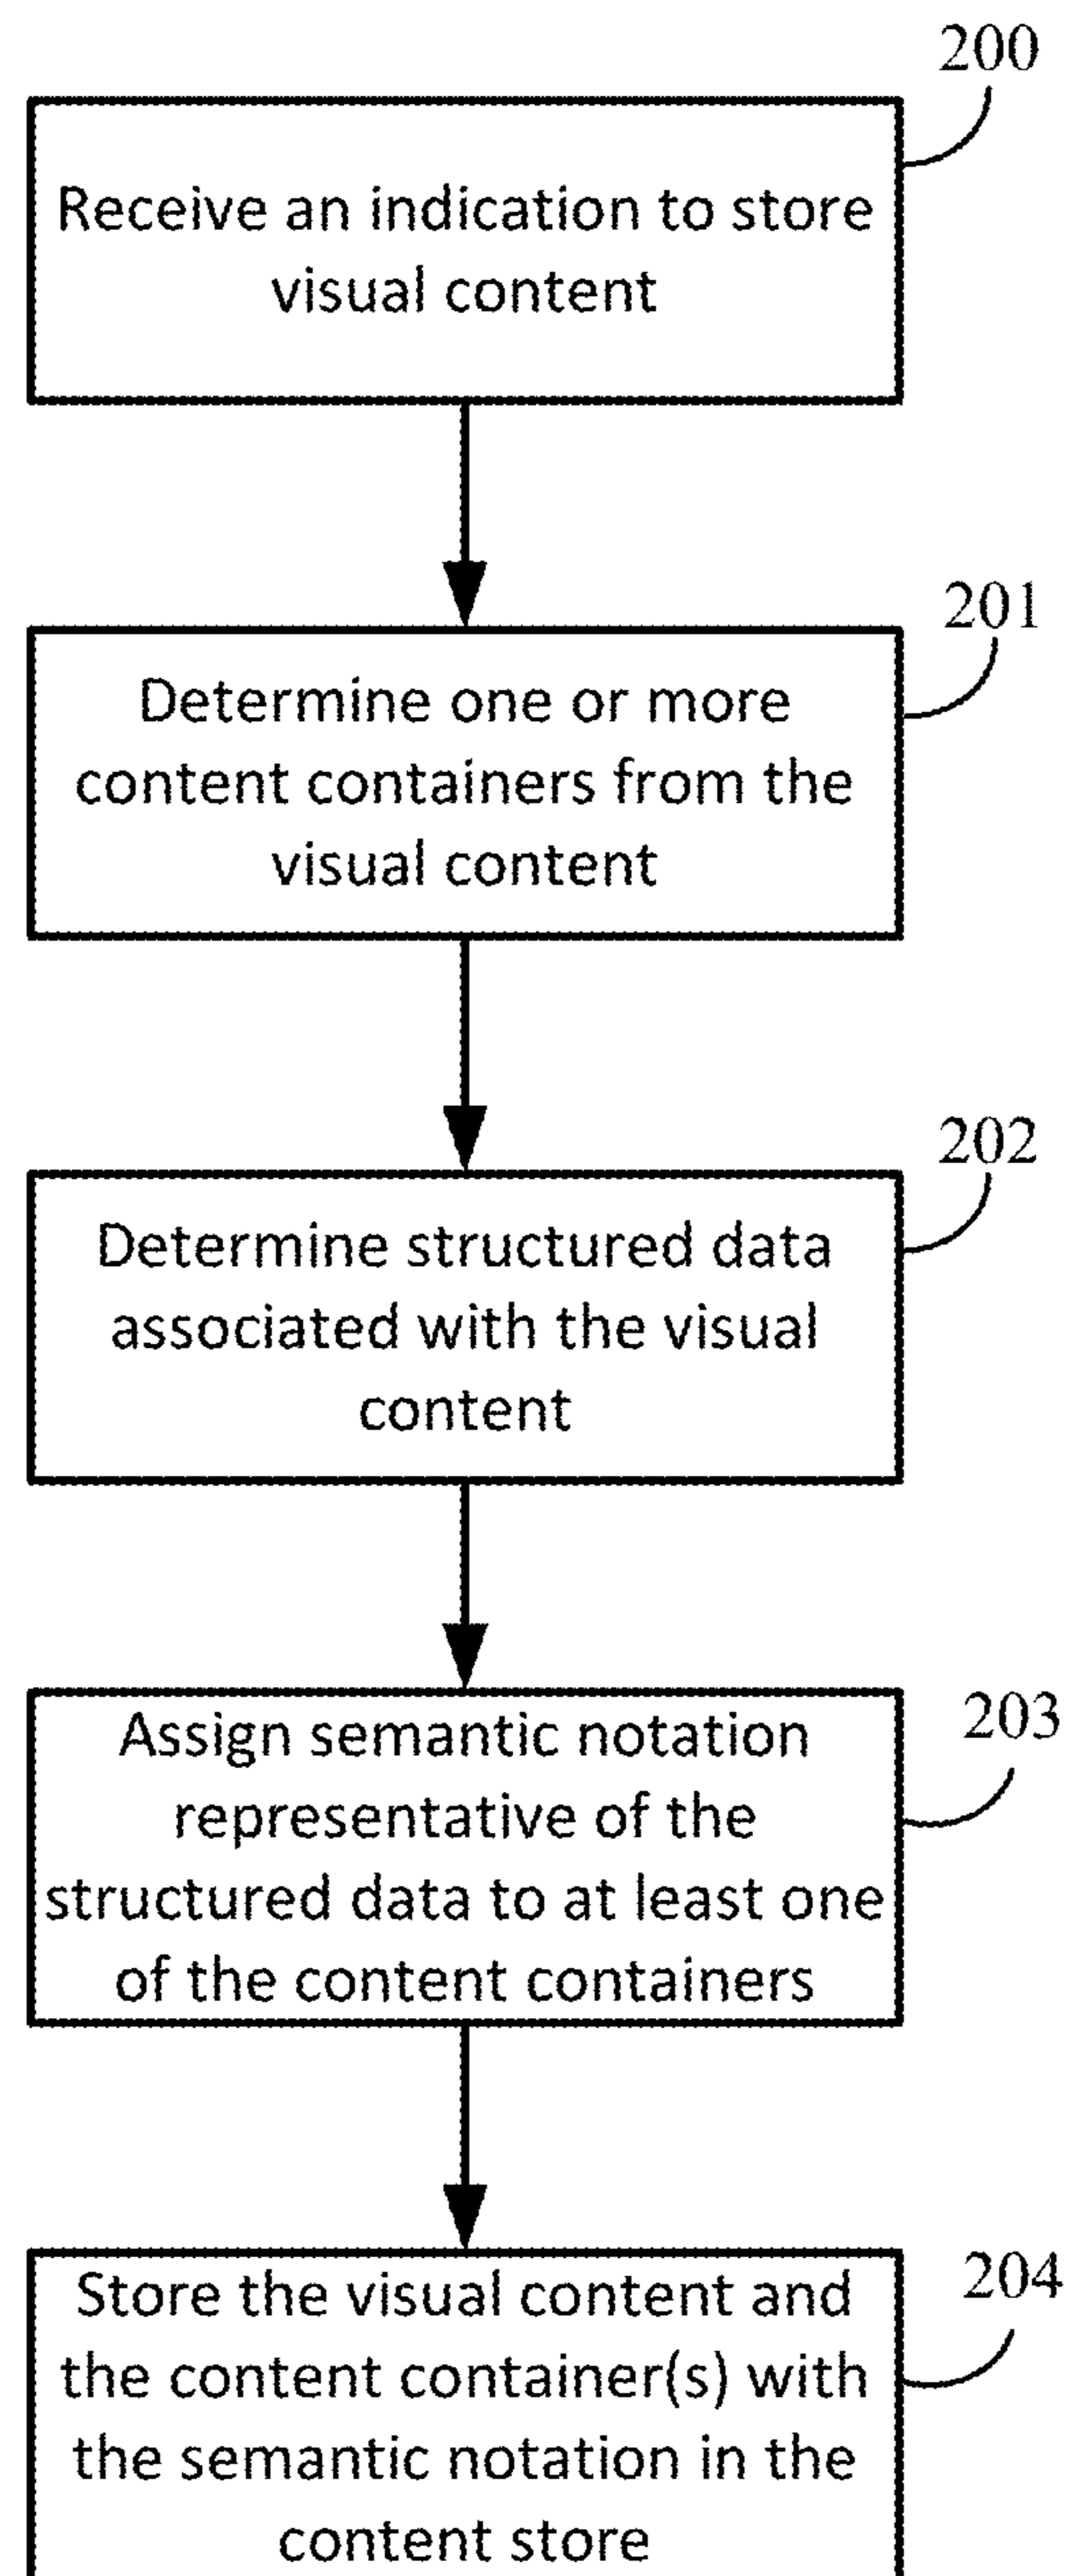 200
Receive an indication to store
visual content
201
Determine one or more
content containers from the
visual content
202
Determine structured data
associated with the visual
content
203
Assign semantic notation
representative of the
structured data to at least one
of the content containers
204
Store the visual content and
the content container(s) with
the semantic notation in the
content store